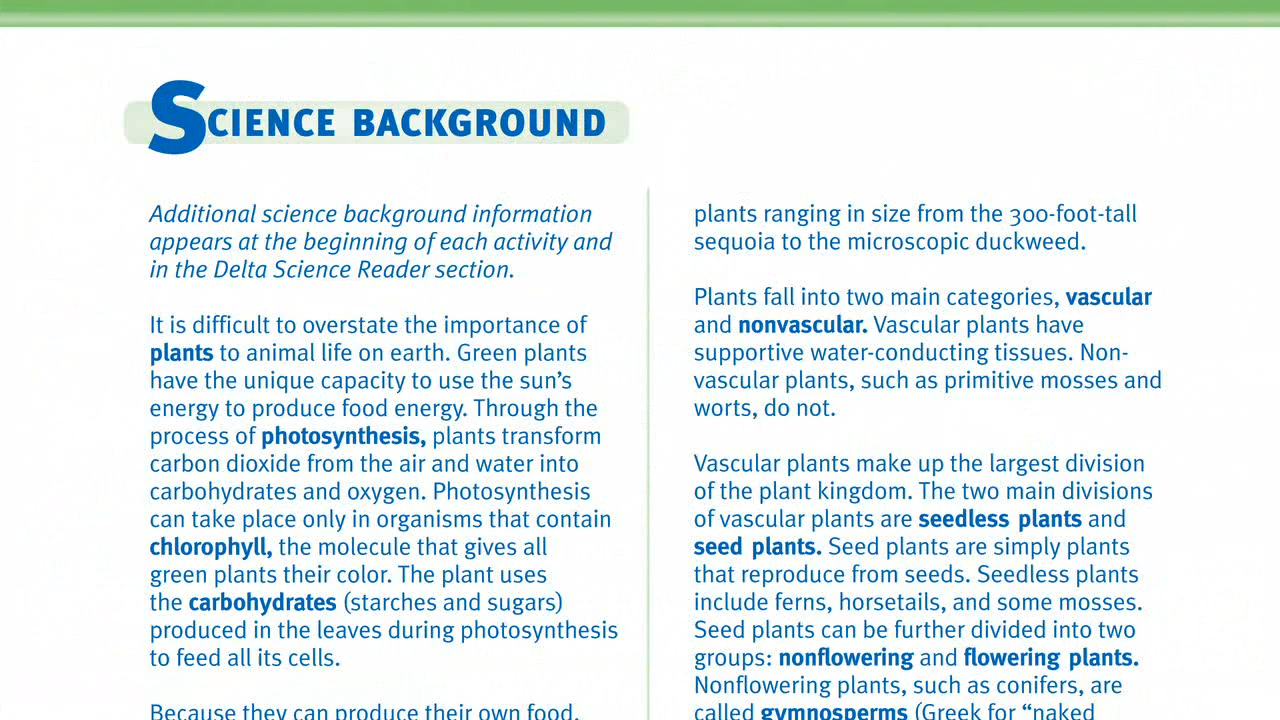 SCIENCE BACKGROUND
Additional science background information
appears at the beginning of each activity and
in the Delta Science Reader section.
It is difficult to overstate the importance of
plants to animal life on earth. Green plants
have the unique capacity to use the sun’s
energy to produce food energy. Through the
process of photosynthesis, plants transform
carbon dioxide from the air and water into
carbohydrates and oxygen. Photosynthesis
can take place only in organisms that contain
chlorophyll, the molecule that gives all
green plants their color. The plant uses
the carbohydrates (starches and sugars)
produced in the leaves during photosynthesis
to feed all its cells.
Because they can produce their own food,
plants ranging in size from the 300-foot-tall
sequoia to the microscopic duckweed.
Plants fall into two main categories, vascular
and nonvascular. Vascular plants have
supportive water-conducting tissues. Non-
vascular plants, such as primitive mosses and
worts, do not.
Vascular plants make up the largest division
of the plant kingdom. The two main divisions
of vascular plants are seedless plants and
seed plants. Seed plants are simply plants
that reproduce from seeds. Seedless plants
include ferns, horsetails, and some mosses.
Seed plants can be further divided into two
groups: nonflowering and flowering plants.
Nonflowering plants, such as conifers, are
called gymnosperms (Greek for “naked